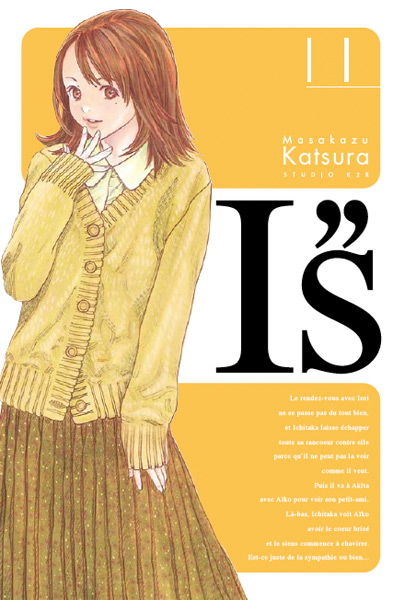 11
Masakazu
Katsura
STUDIO K2R
I"s
Le rendez-vous avec Iori
ne se passe pas du tout bien,
et Ichitaka laisse échapper
toute sa rancoeur contre elle
parce qu'il ne peut pas la voir
comme il veut.
Puis il va à Akita
avec Aiko pour voir son petit-ami.
Là-bas, Ichitaka voit Aiko
avoir le coeur brisé
et le siens commence à chavirer.
Est-ce juste de la sympathie ou bien...